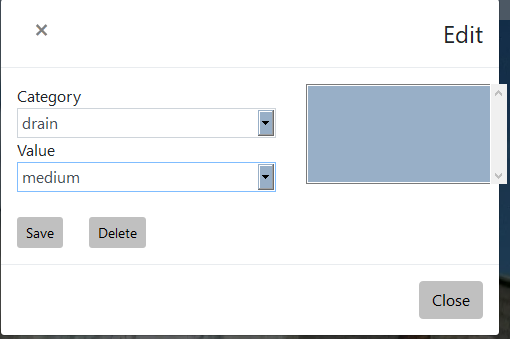 ×
Edit
Category
drain
Value
medium
Save
Delete
Close